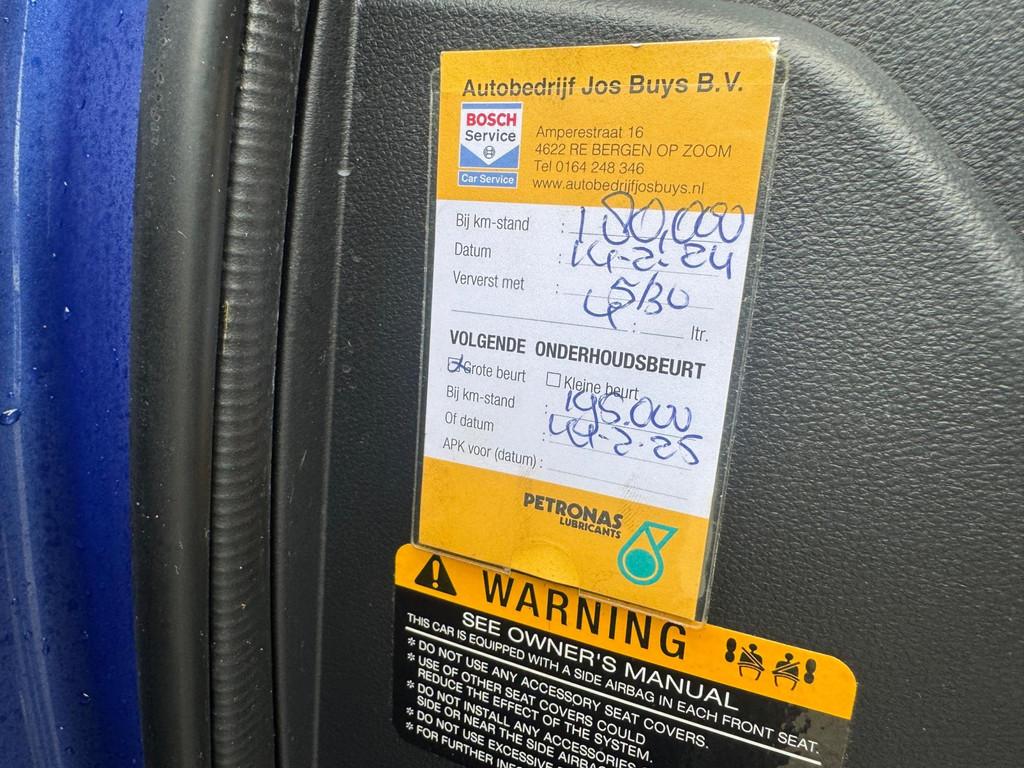 Autobedrijf Jos Buys B.V.
BOSCH
Service
Car Service
Amperestraat 16
4622 RE BERGEN OP ZOOM
Tel 0164 248 346
www.autobedrijfjosbuys.nl
Bij km-stand : 180,000
Datum : 14-2-24
Ververst met : 5/30
4 : ltr.
VOLGENDE ONDERHOUDSBEURT
Grote beurt Kleine beurt
Bij km-stand : 195.000
Of datum : 14-2-25
APK voor (datum) :
PETRONAS
LUBRICANTS
WARNING
SEE OWNER'S MANUAL
THIS CAR IS EQUIPPED WITH A SIDE AIRBAG IN EACH FRONT SEAT.
* DO NOT USE ANY ACCESSORY SEAT COVERS.
USE OF OTHER SEAT COVERS COULD
REDUCE THE EFFECT OF THE SYSTEM.
* DO NOT INSTALL ANY ACCESSORIES
SIDE OR NEAR THE SIDE AIRBAG
* DO NOT USE EXCESSIVE
* FOR FURTHER